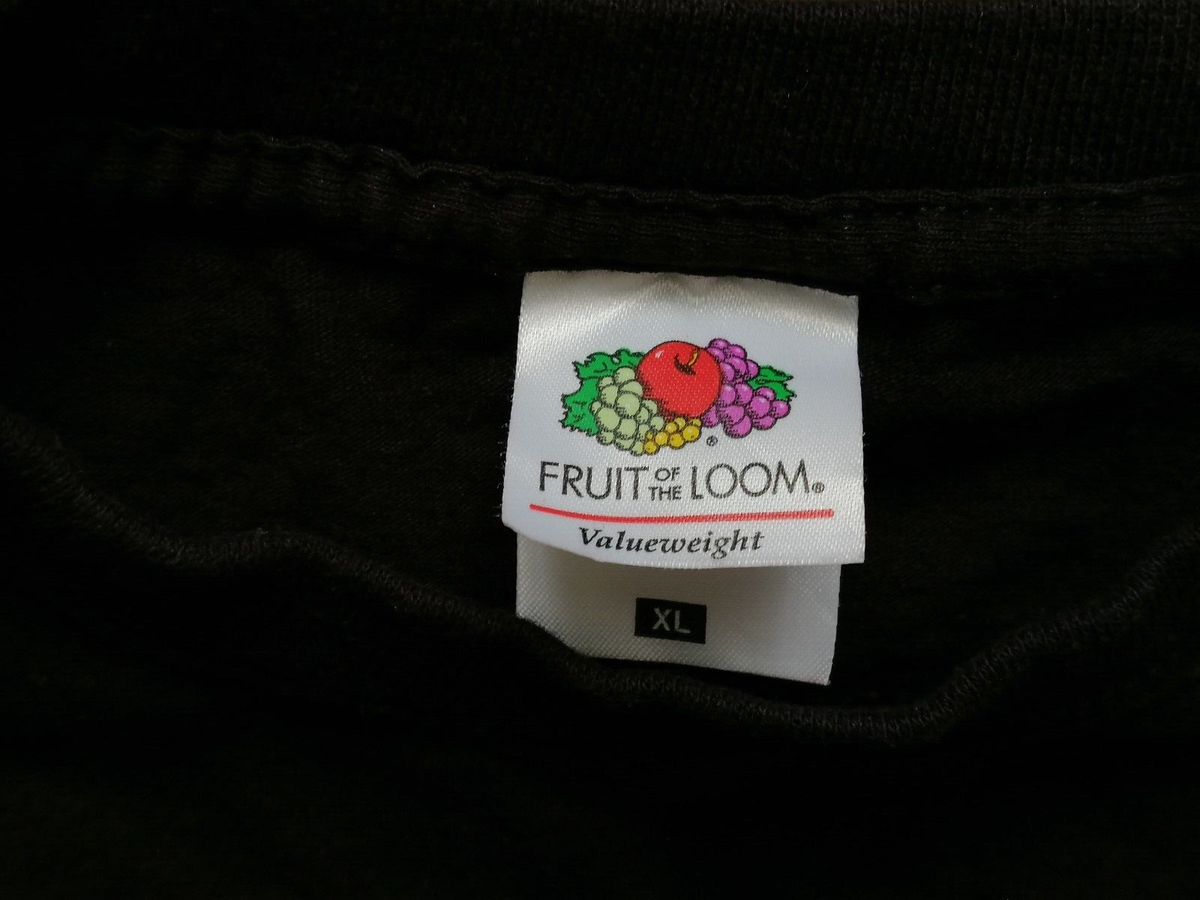 ®
FRUIT OF THE LOOM®
Valueweight
XL